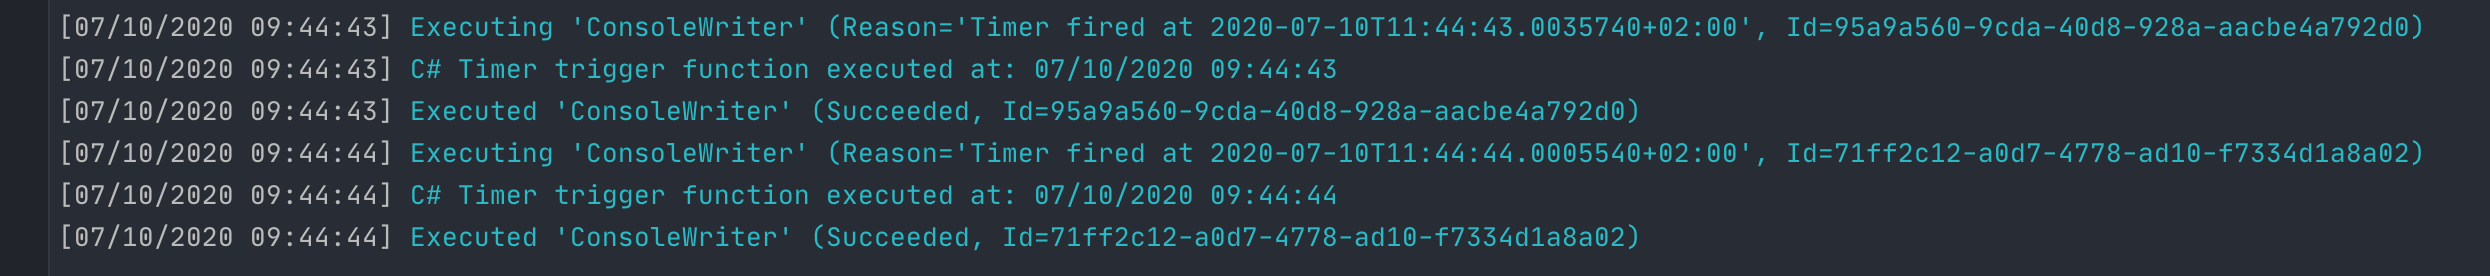 [07/10/2020 09:44:43] Executing 'ConsoleWriter' (Reason='Timer fired at 2020-07-10T11:44:43.0035740+02:00', Id=95a9a560-9cda-40d8-928a-aacbe4a792d0)
[07/10/2020 09:44:43] C# Timer trigger function executed at: 07/10/2020 09:44:43
[07/10/2020 09:44:43] Executed 'ConsoleWriter' (Succeeded, Id=95a9a560-9cda-40d8-928a-aacbe4a792d0)
[07/10/2020 09:44:44] Executing 'ConsoleWriter' (Reason='Timer fired at 2020-07-10T11:44:44.0005540+02:00', Id=71ff2c12-a0d7-4778-ad10-f7334d1a8a02)
[07/10/2020 09:44:44] C# Timer trigger function executed at: 07/10/2020 09:44:44
[07/10/2020 09:44:44] Executed 'ConsoleWriter' (Succeeded, Id=71ff2c12-a0d7-4778-ad10-f7334d1a8a02)